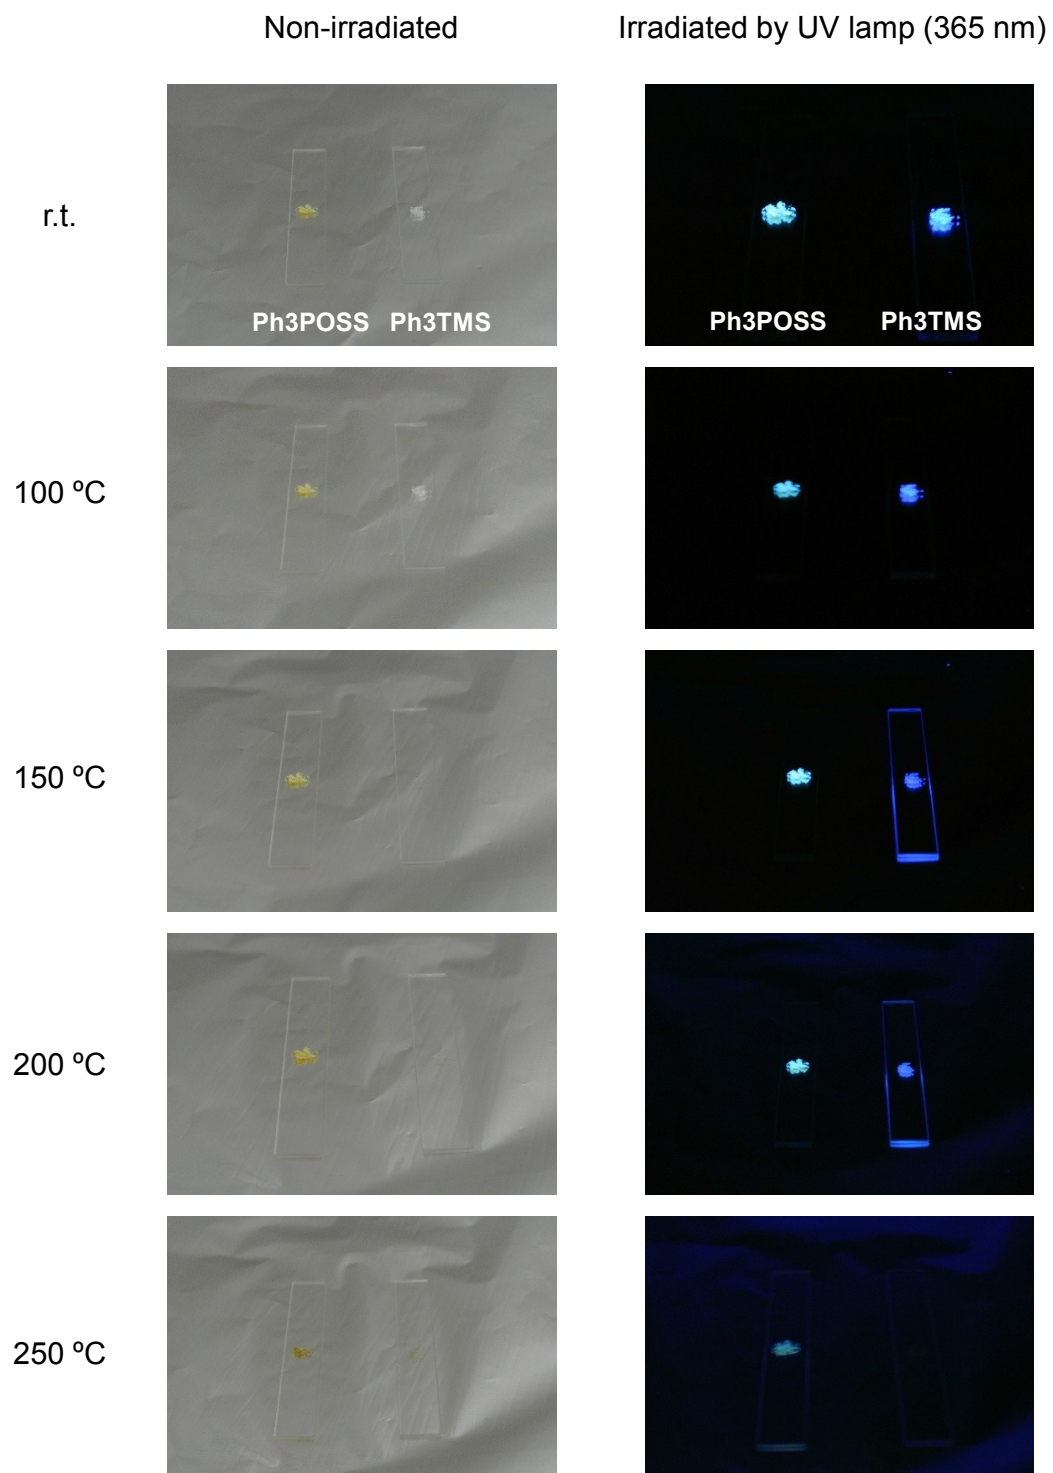 Non-irradiated
Irradiated by UV lamp (365 nm)
r.t.
Ph3POSS Ph3TMS
Ph3POSS Ph3TMS
100 ºC
150 ºC
200 ºC
250 ºC